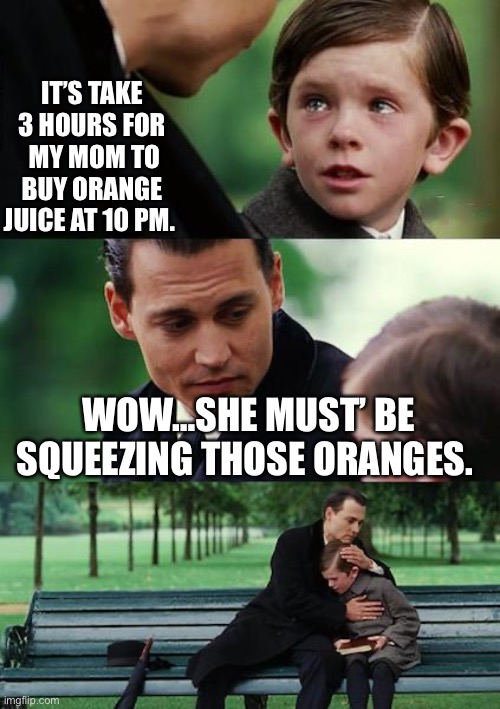 IT’S TAKE
3 HOURS FOR
MY MOM TO
BUY ORANGE
JUICE AT 10 PM.
WOW...SHE MUST’ BE
SQUEEZING THOSE ORANGES.
imgflip.com